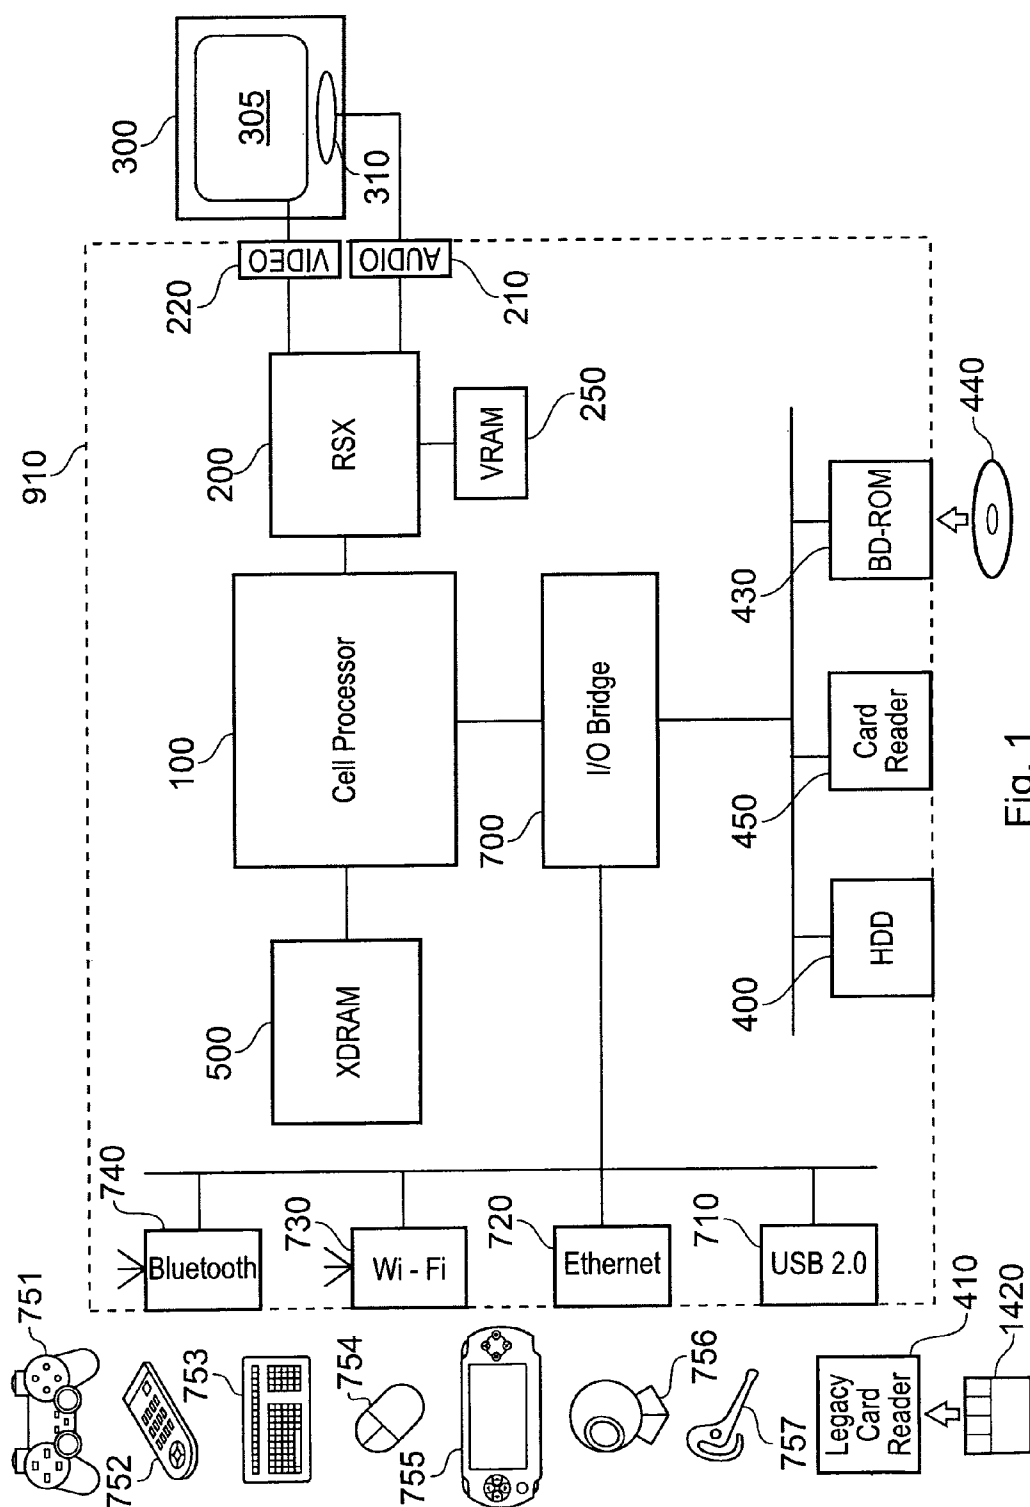 300
305
310
VIDEO
220
AUDIO
210
910
200
RSX
VRAM
250
100
Cell Processor
500
XDRAM
700
I/O Bridge
430
BD-ROM
440
450
Card
Reader
400
HDD
740
Bluetooth
730
Wi - Fi
720
Ethernet
710
USB 2.0
751
752
753
754
755
756
757
410
Legacy
Card
Reader
1420
Fig. 1